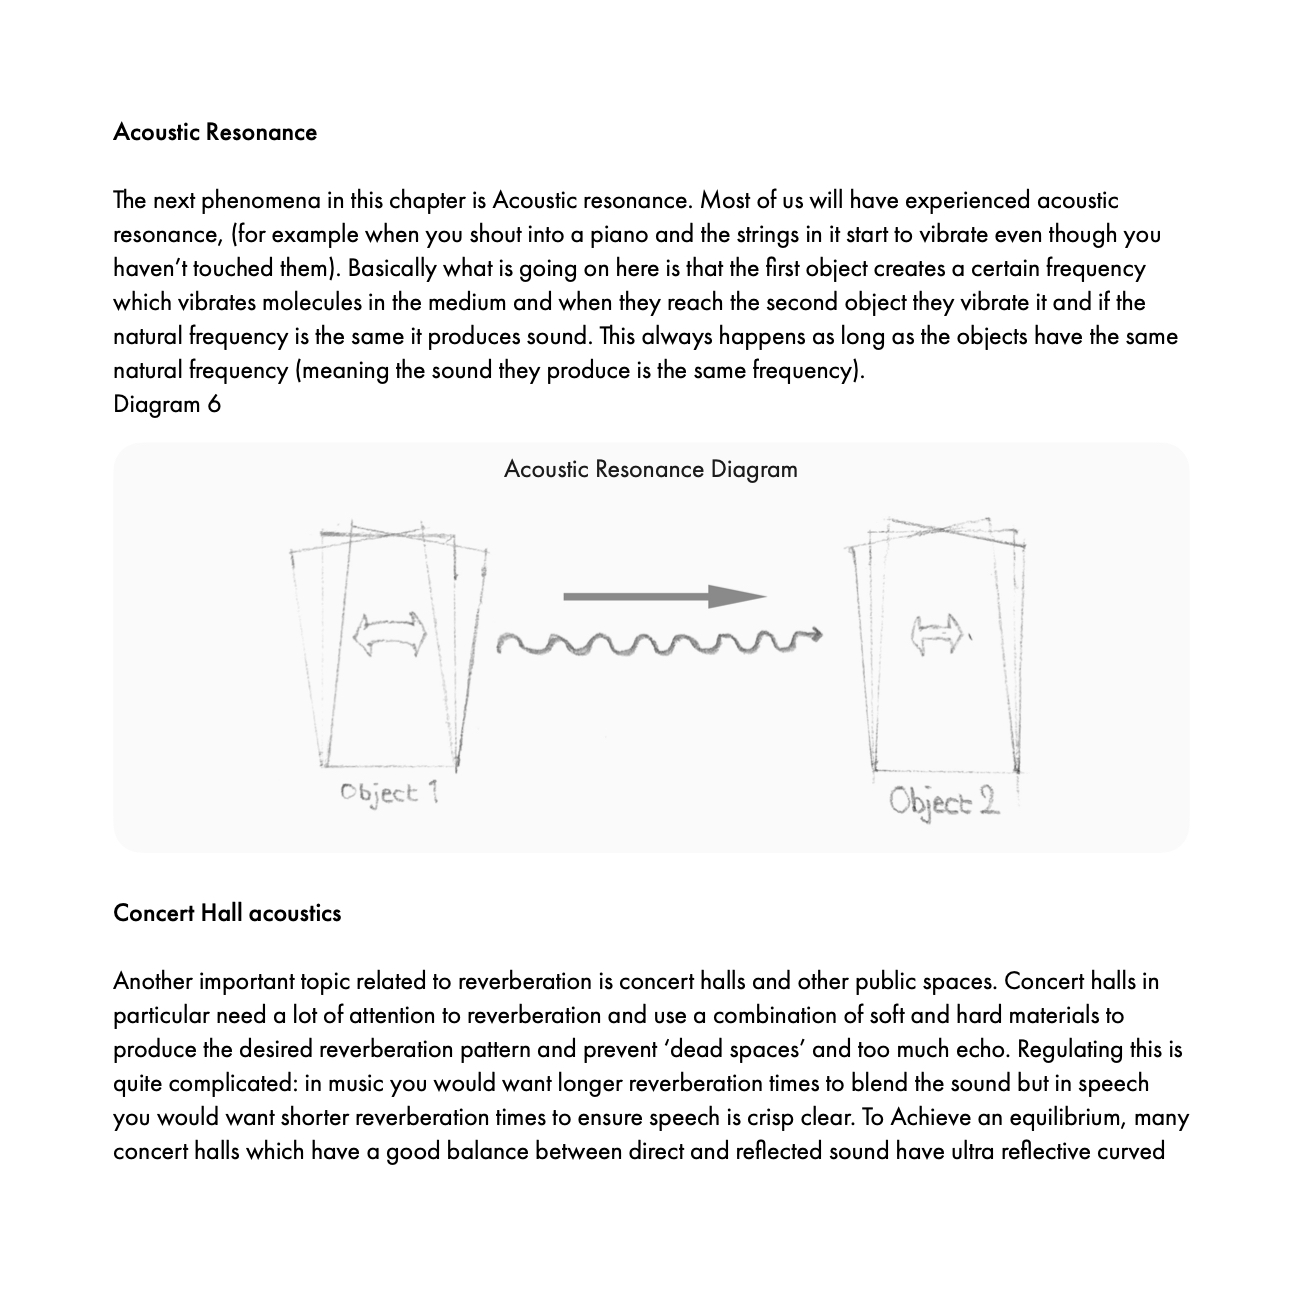 Acoustic Resonance
The next phenomena in this chapter is Acoustic resonance. Most of us will have experienced acoustic
resonance, (for example when you shout into a piano and the strings in it start to vibrate even though you
haven’t touched them). Basically what is going on here is that the first object creates a certain frequency
which vibrates molecules in the medium and when they reach the second object they vibrate it and if the
natural frequency is the same it produces sound. This always happens as long as the objects have the same
natural frequency (meaning the sound they produce is the same frequency).
Diagram 6
Acoustic Resonance Diagram
Object 1
Object 2
Concert Hall acoustics
Another important topic related to reverberation is concert halls and other public spaces. Concert halls in
particular need a lot of attention to reverberation and use a combination of soft and hard materials to
produce the desired reverberation pattern and prevent ‘dead spaces’ and too much echo. Regulating this is
quite complicated: in music you would want longer reverberation times to blend the sound but in speech
you would want shorter reverberation times to ensure speech is crisp clear. To Achieve an equilibrium, many
concert halls which have a good balance between direct and reflected sound have ultra reflective curved